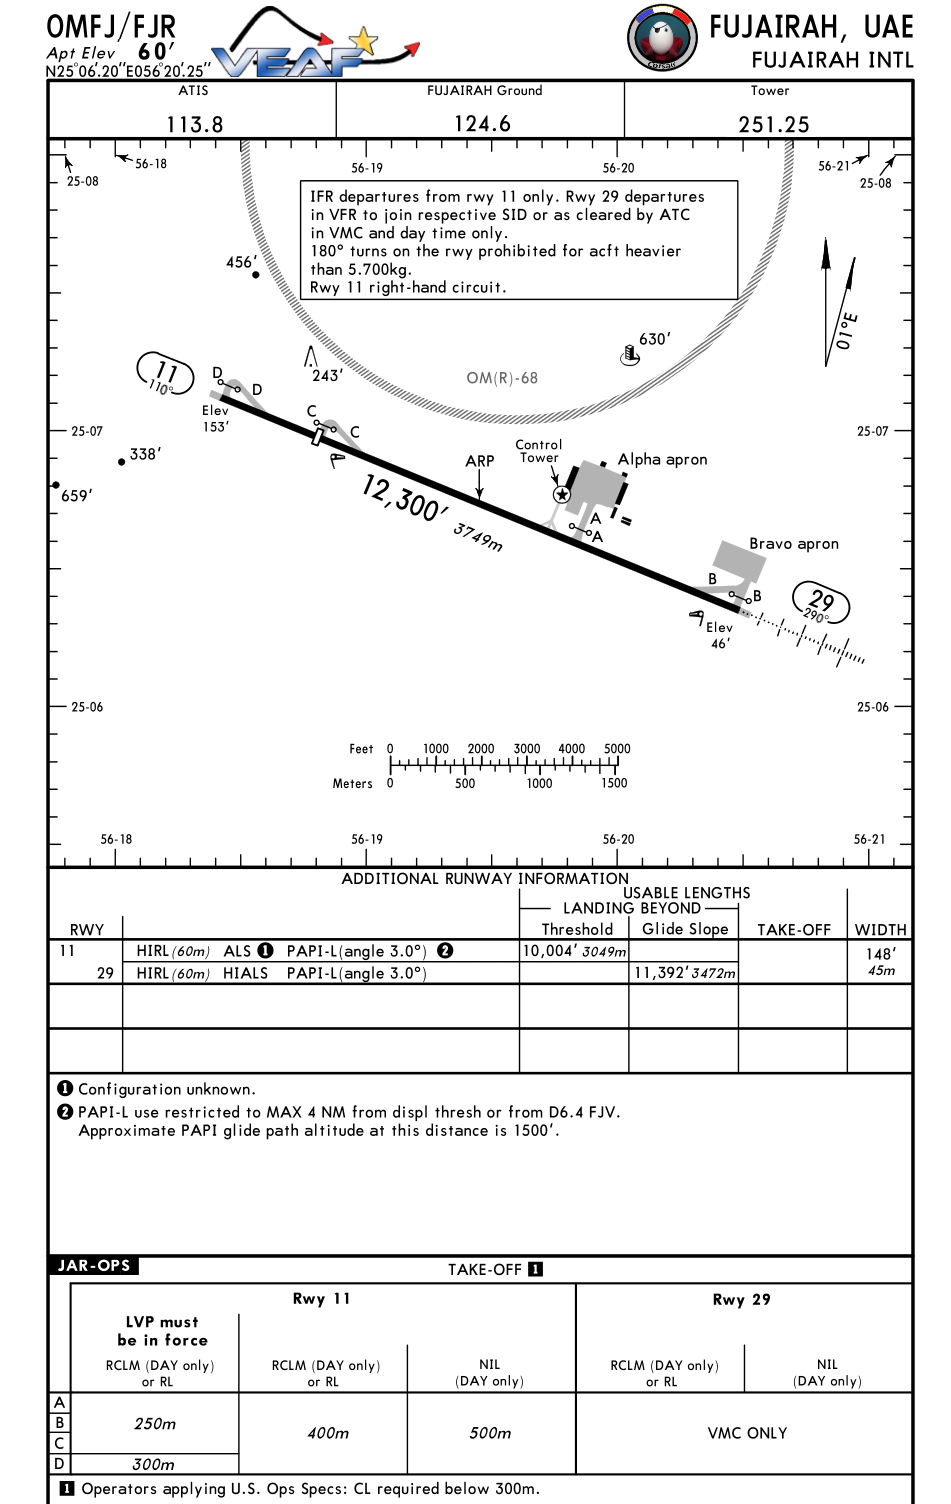 OMFJ/FJR
Apt Elev 60'
N25°06'.20"E056°20'.25"
VEAF
Corsair
FUJAIRAH, UAE
FUJAIRAH INTL
ATIS
113.8
FUJAIRAH Ground
124.6
Tower
251.25
56-18
56-19
56-20
56-21
25-08
25-08
IFR departures from rwy 11 only. Rwy 29 departures
in VFR to join respective SID or as cleared by ATC
in VMC and day time only.
180° turns on the rwy prohibited for acft heavier
than 5.700kg.
Rwy 11 right-hand circuit.
456'
01°E
630'
243'
OM(R)-68
11
110°
D
D
Elev
153'
C
C
25-07
25-07
338'
659'
ARP
Control
Tower
Alpha apron
12,300' 3749m
A
A
Bravo apron
B
B
29
290°
Elev
46'
25-06
25-06
Feet 0 1000 2000 3000 4000 5000
Meters 0 500 1000 1500
56-18
56-19
56-20
56-21
ADDITIONAL RUNWAY INFORMATION
USABLE LENGTHS
LANDING BEYOND
RWY Threshold Glide Slope TAKE-OFF WIDTH
11 HIRL (60m) ALS 1 PAPI-L(angle 3.0°) 2 10,004' 3049m 148'
29 HIRL (60m) HIALS PAPI-L(angle 3.0°) 11,392' 3472m 45m
1 Configuration unknown.
2 PAPI-L use restricted to MAX 4 NM from displ thresh or from D6.4 FJV.
Approximate PAPI glide path altitude at this distance is 1500'.
JAR-OPS
TAKE-OFF 1
Rwy 11
Rwy 29
LVP must
be in force
RCLM (DAY only)
or RL
RCLM (DAY only)
or RL
NIL
(DAY only)
RCLM (DAY only)
or RL
NIL
(DAY only)
A
B
C
D
250m
300m
400m
500m
VMC ONLY
1 Operators applying U.S. Ops Specs: CL required below 300m.